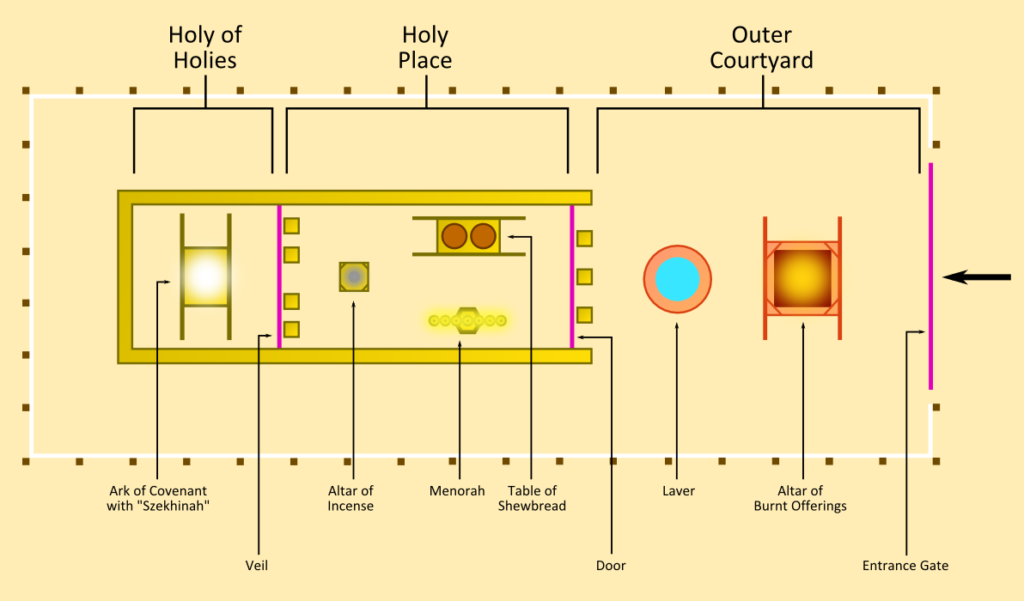 Holy of
Holies
Holy
Place
Outer
Courtyard
Ark of Covenant
with "Szekhinah"
Altar of
Incense
Menorah
Table of
Shewbread
Laver
Altar of
Burnt Offerings
Veil
Door
Entrance Gate